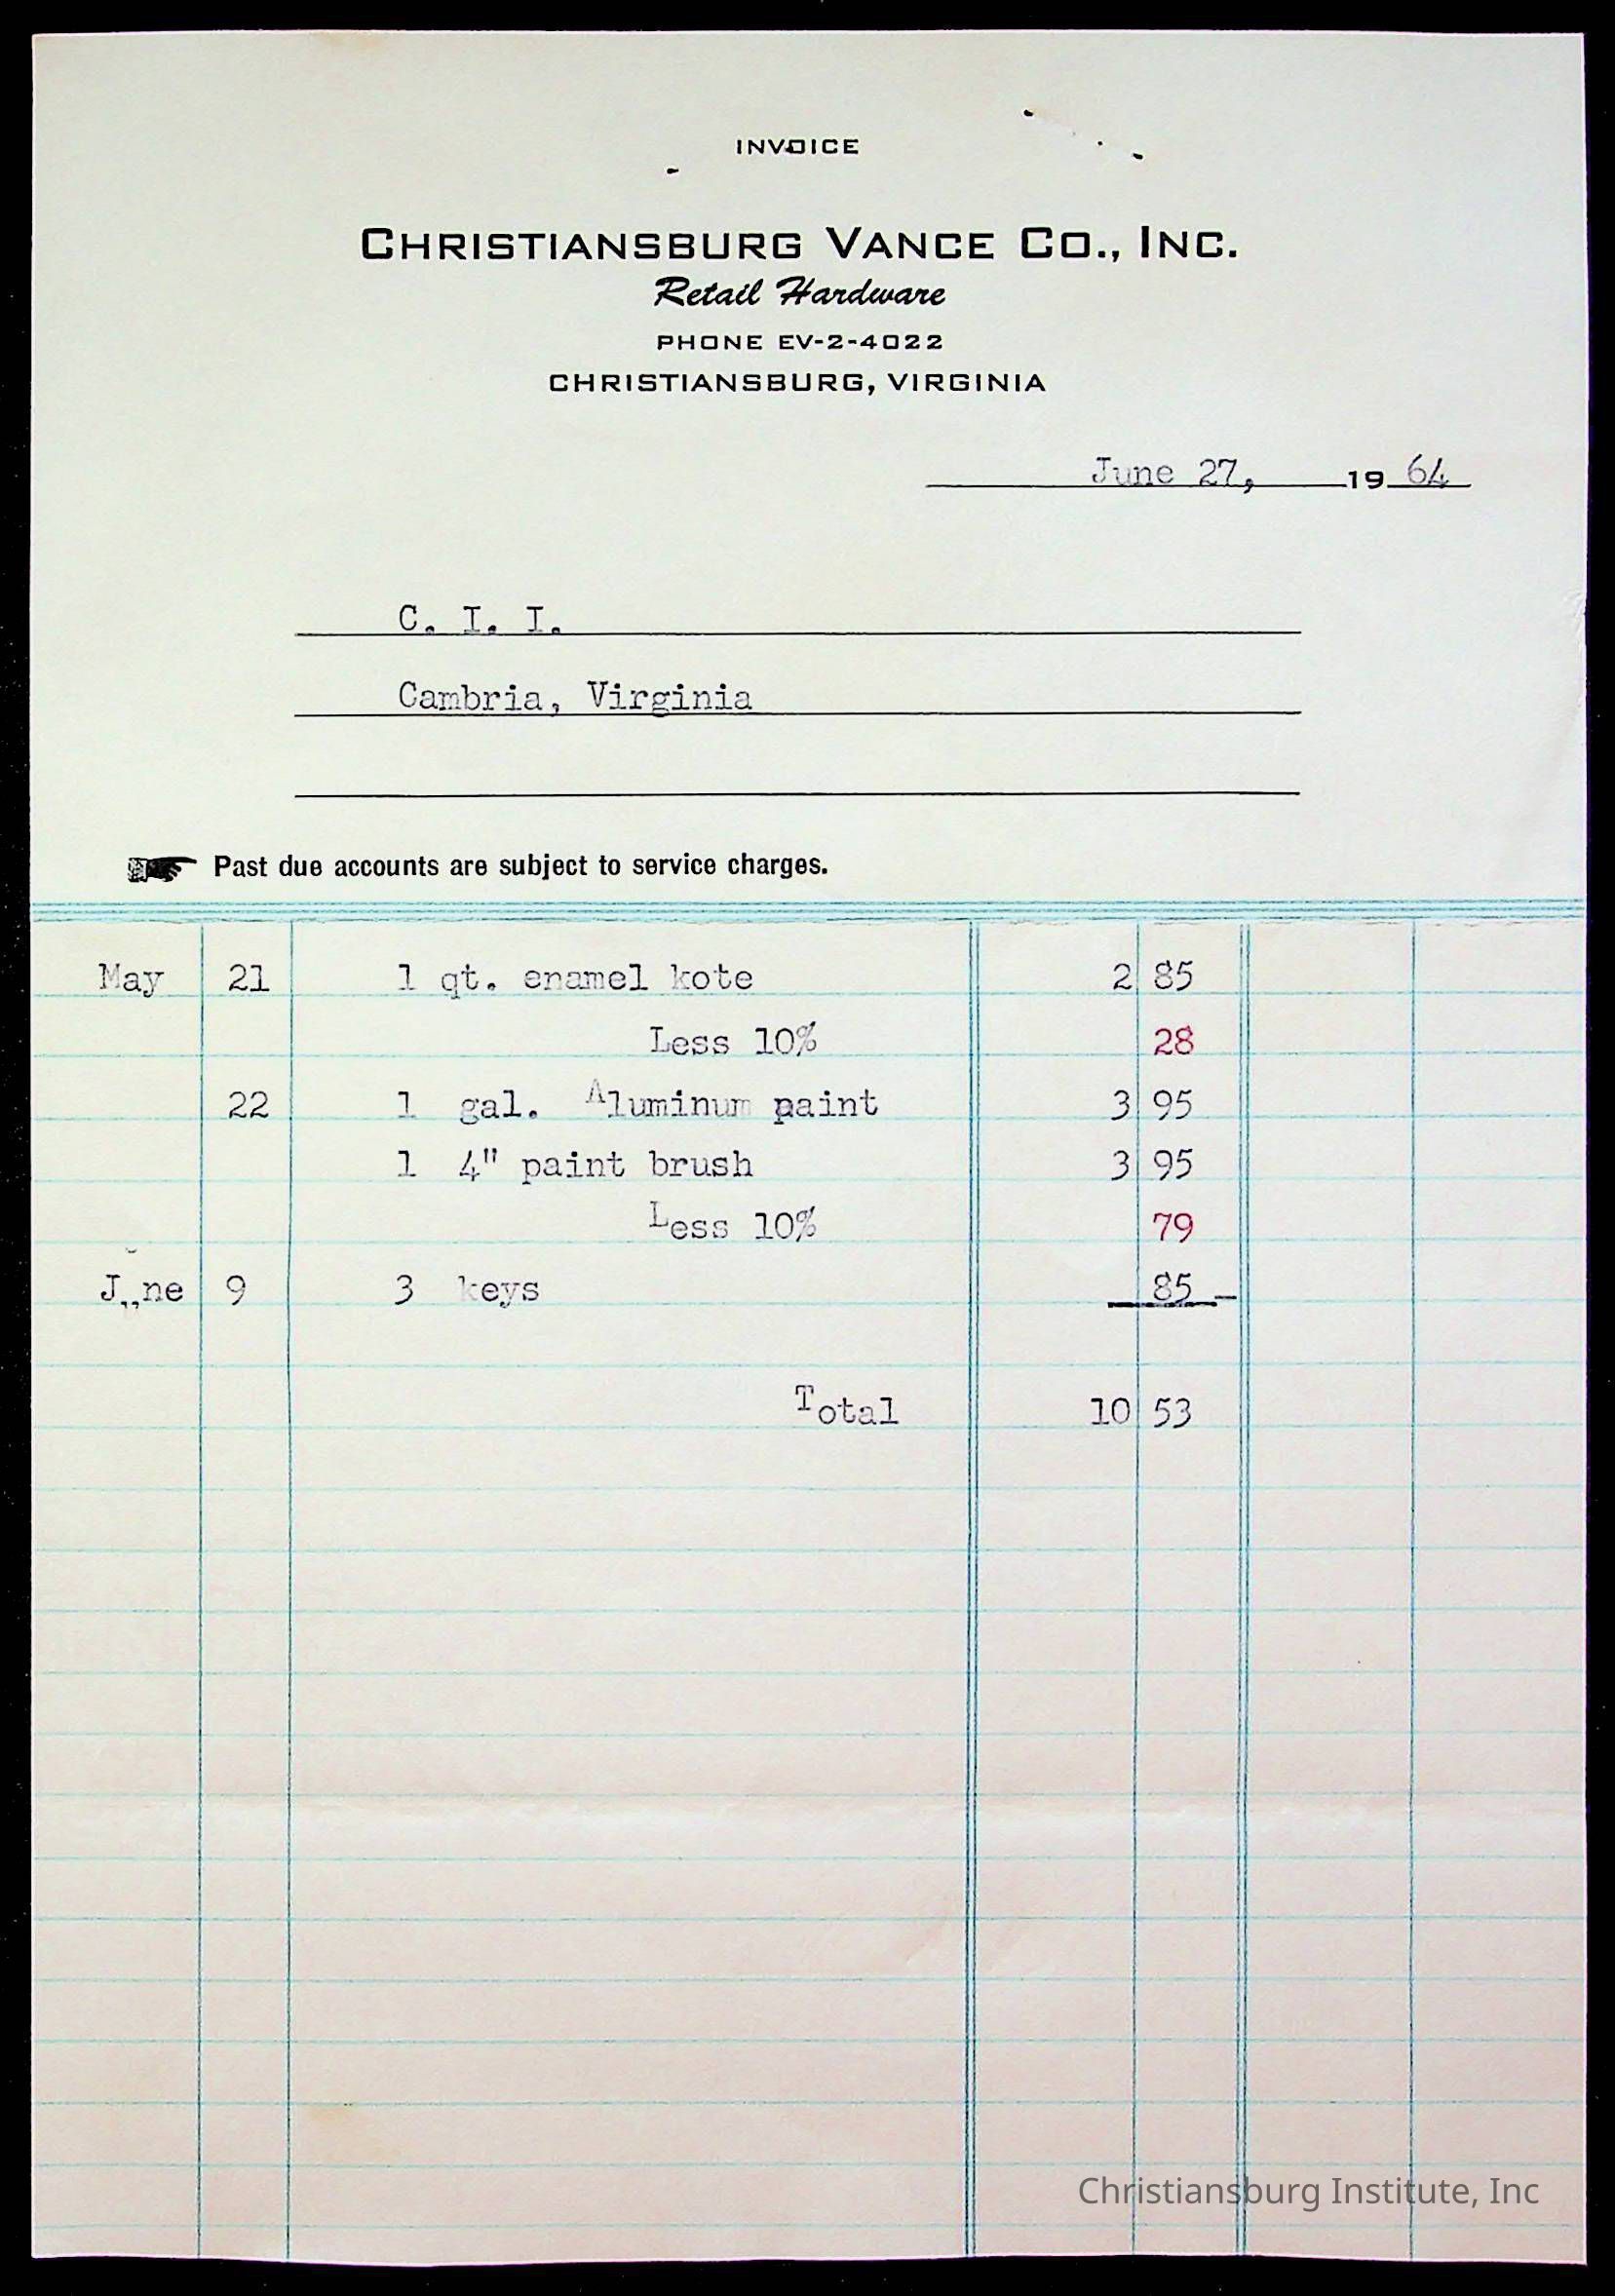 INVOICE
CHRISTIANSBURG VANCE CO., INC.
Retail Hardware
PHONE EV-2-4022
CHRISTIANSBURG, VIRGINIA
June 27, 19 64
C. I. I.
Cambria, Virginia
Past due accounts are subject to service charges.
May 21 1 qt. enamel kote 2 85
Less 10% 28
22 1 gal. Aluminum paint 3 95
1 4" paint brush 3 95
Less 10% 79
June 9 3 keys 85
Total 10 53
Christiansburg Institute, Inc